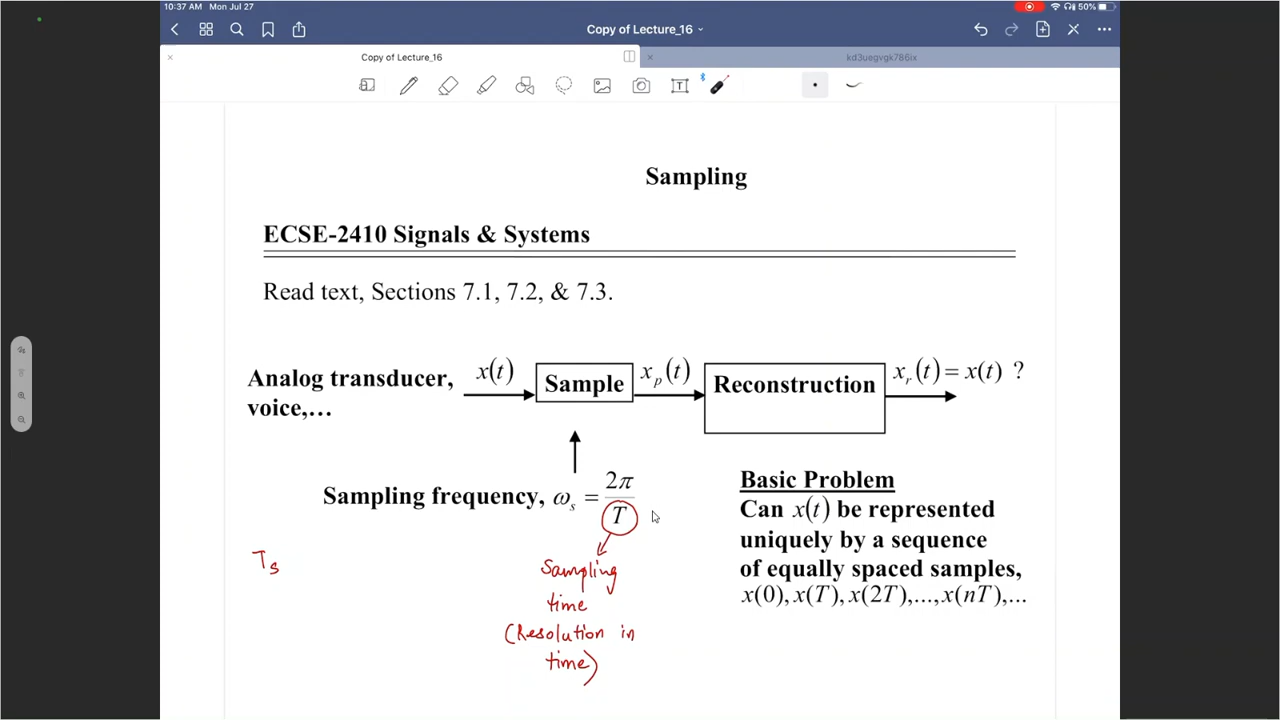 10:37 AM Mon Jul 27
50%
Copy of Lecture_16
Copy of Lecture_16
kd3uegvgk786ix
Sampling
ECSE-2410 Signals & Systems
Read text, Sections 7.1, 7.2, & 7.3.
Analog transducer, voice,…
x(t)
Sample
x_p(t)
Reconstruction
x_r(t) = x(t) ?
Sampling frequency, ω_s = 2π / T
Basic Problem
Can x(t) be represented
uniquely by a sequence
of equally spaced samples,
x(0), x(T), x(2T),..., x(nT),...
Ts
Sampling
time
(Resolution in
time)